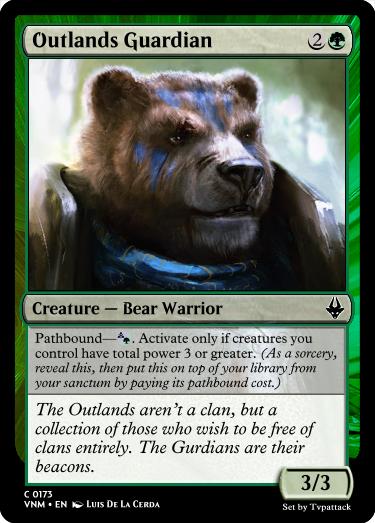 Outlands Guardian 2
Creature — Bear Warrior
Pathbound—. Activate only if creatures you
control have total power 3 or greater. (As a sorcery,
reveal this, then put this on top of your library from
your sanctum by paying its pathbound cost.)
The Outlands aren't a clan, but a
collection of those who wish to be free of
clans entirely. The Gurdians are their
beacons.
3/3
C 0173
VNM • EN Luis De La Cerda
Set by Tvpattack